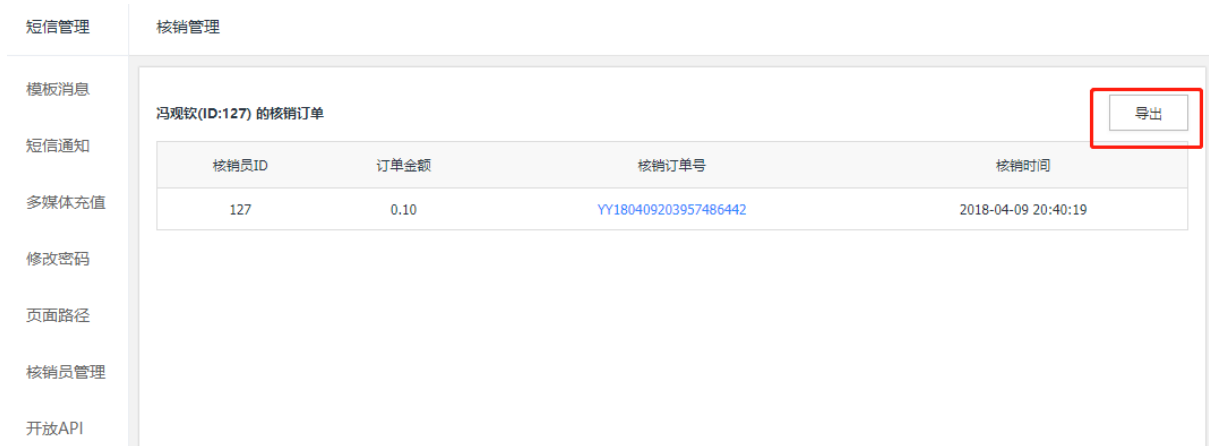 短信管理
核销管理
模板消息
短信通知
多媒体充值
修改密码
页面路径
核销员管理
开放API
冯观钦(ID:127) 的核销订单
导出
核销员ID 订单金额 核销订单号 核销时间
127 0.10 YY180409203957486442 2018-04-09 20:40:19